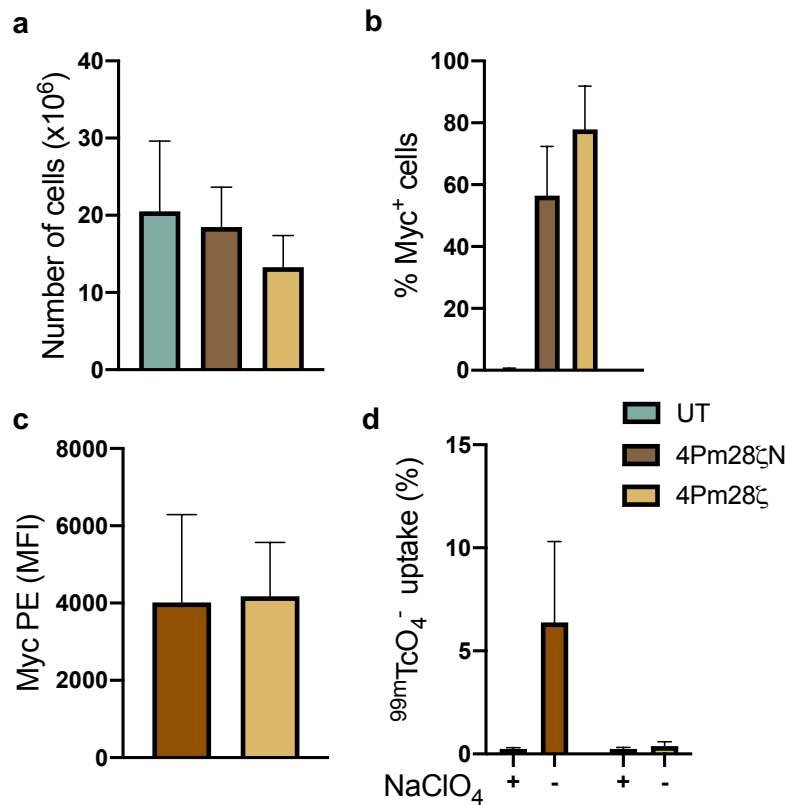 a
Number of cells (x10⁶)
40
30
20
10
0
b
% Myc⁺ cells
100
80
60
40
20
0
c
Myc PE (MFI)
8000
6000
4000
2000
0
d
UT
4Pm28ζN
4Pm28ζ
⁹⁹ᵐTcO₄⁻ uptake (%)
15
10
5
0
NaClO₄ + - + -